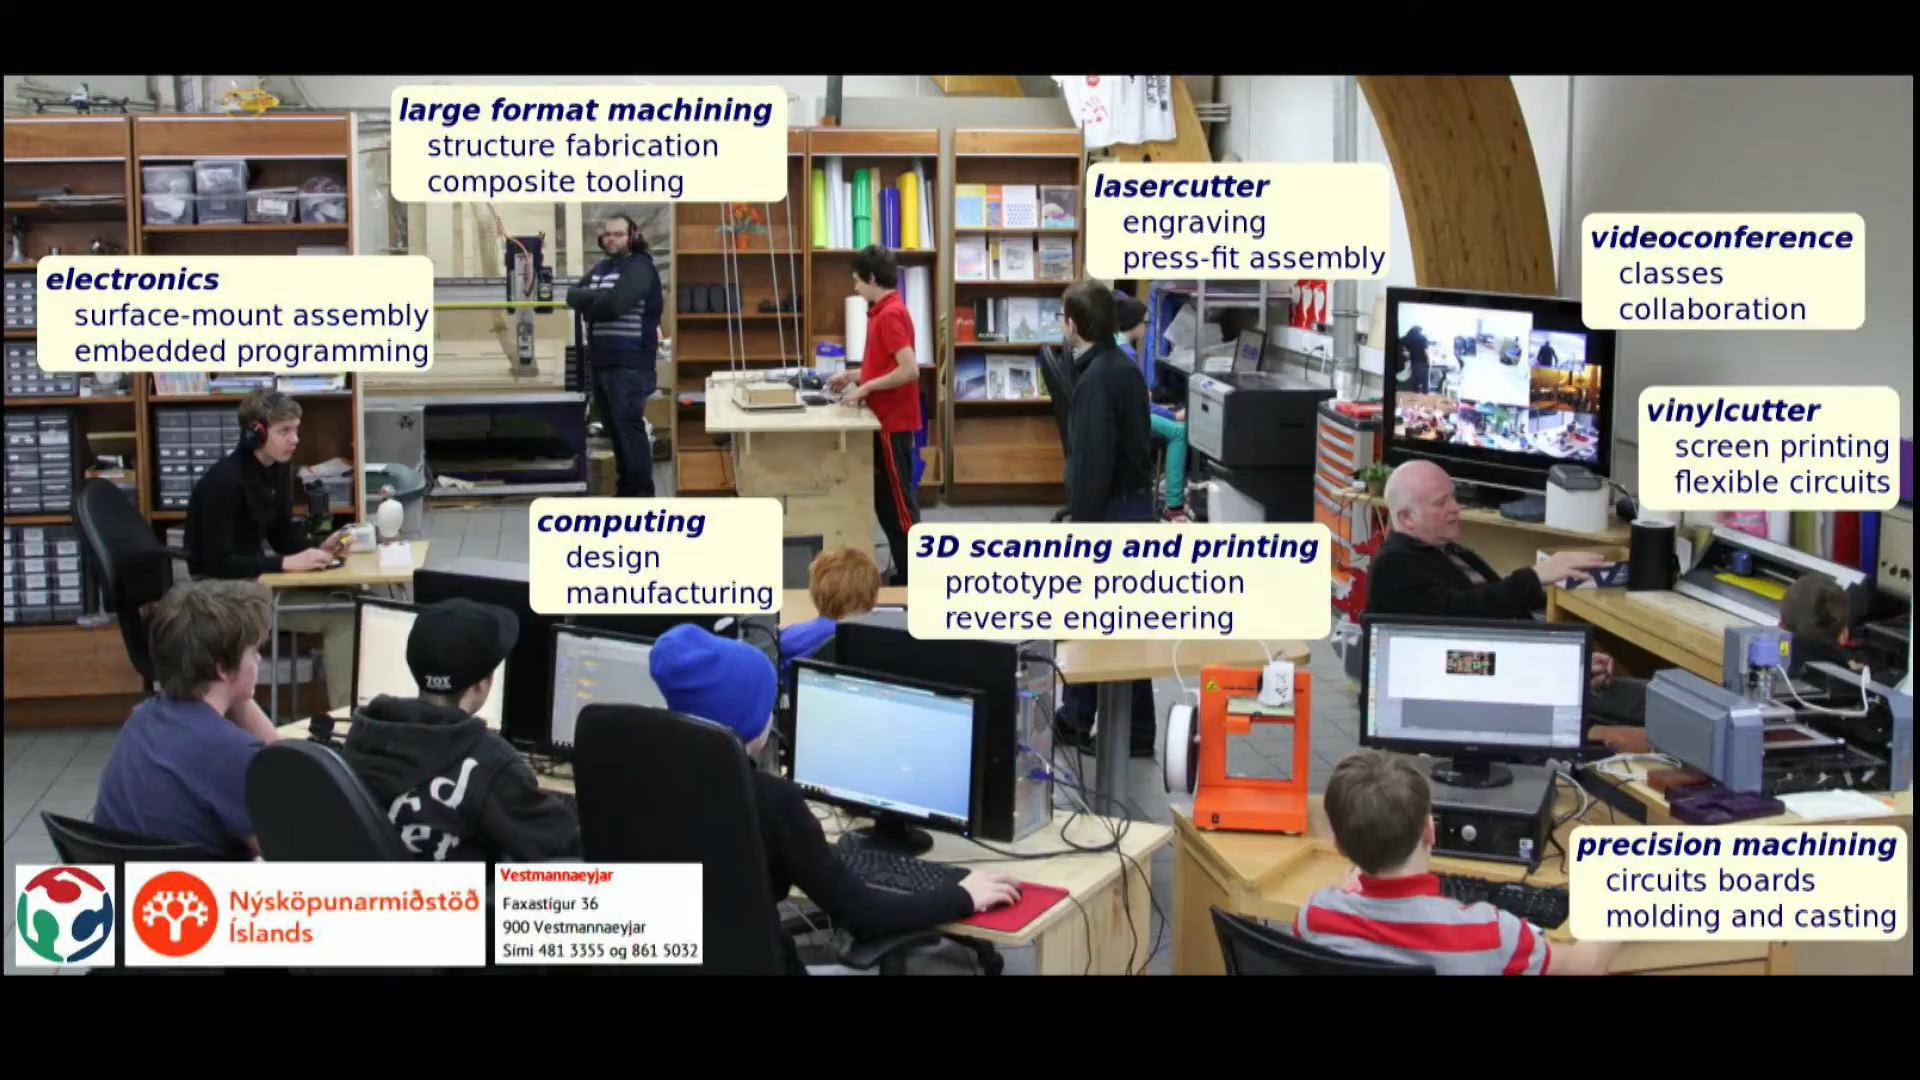 large format machining
structure fabrication
composite tooling
lasercutter
engraving
press-fit assembly
videoconference
classes
collaboration
electronics
surface-mount assembly
embedded programming
vinylcutter
screen printing
flexible circuits
computing
design
manufacturing
3D scanning and printing
prototype production
reverse engineering
precision machining
circuits boards
molding and casting
Nýsköpunarmiðstöð
Íslands
Vestmannaeyjar
Faxastígur 36
900 Vestmannaeyjar
Sími 481 3355 og 861 5032